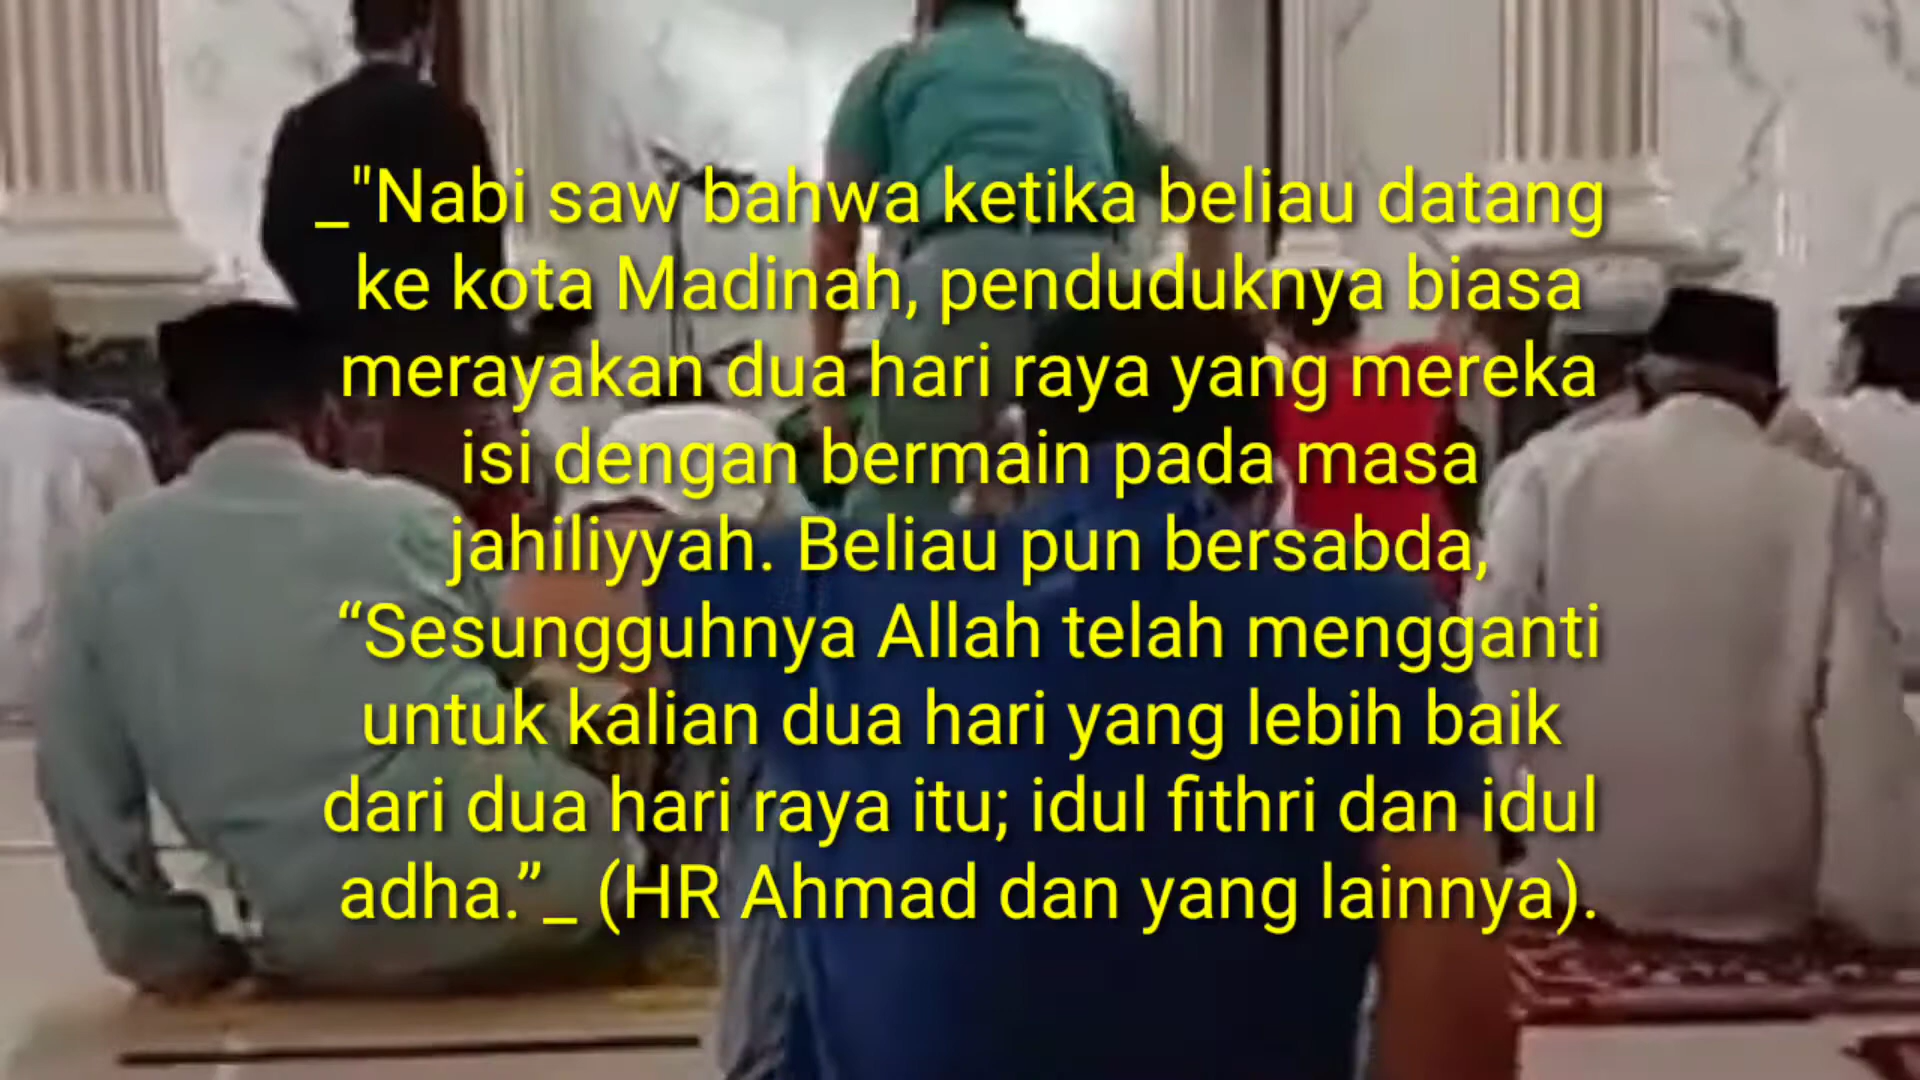 _"Nabi saw bahwa ketika beliau datang
ke kota Madinah, penduduknya biasa
merayakan dua hari raya yang mereka
isi dengan bermain pada masa
jahiliyyah. Beliau pun bersabda,
“Sesungguhnya Allah telah mengganti
untuk kalian dua hari yang lebih baik
dari dua hari raya itu; idul fithri dan idul
adha.”_ (HR Ahmad dan yang lainnya).